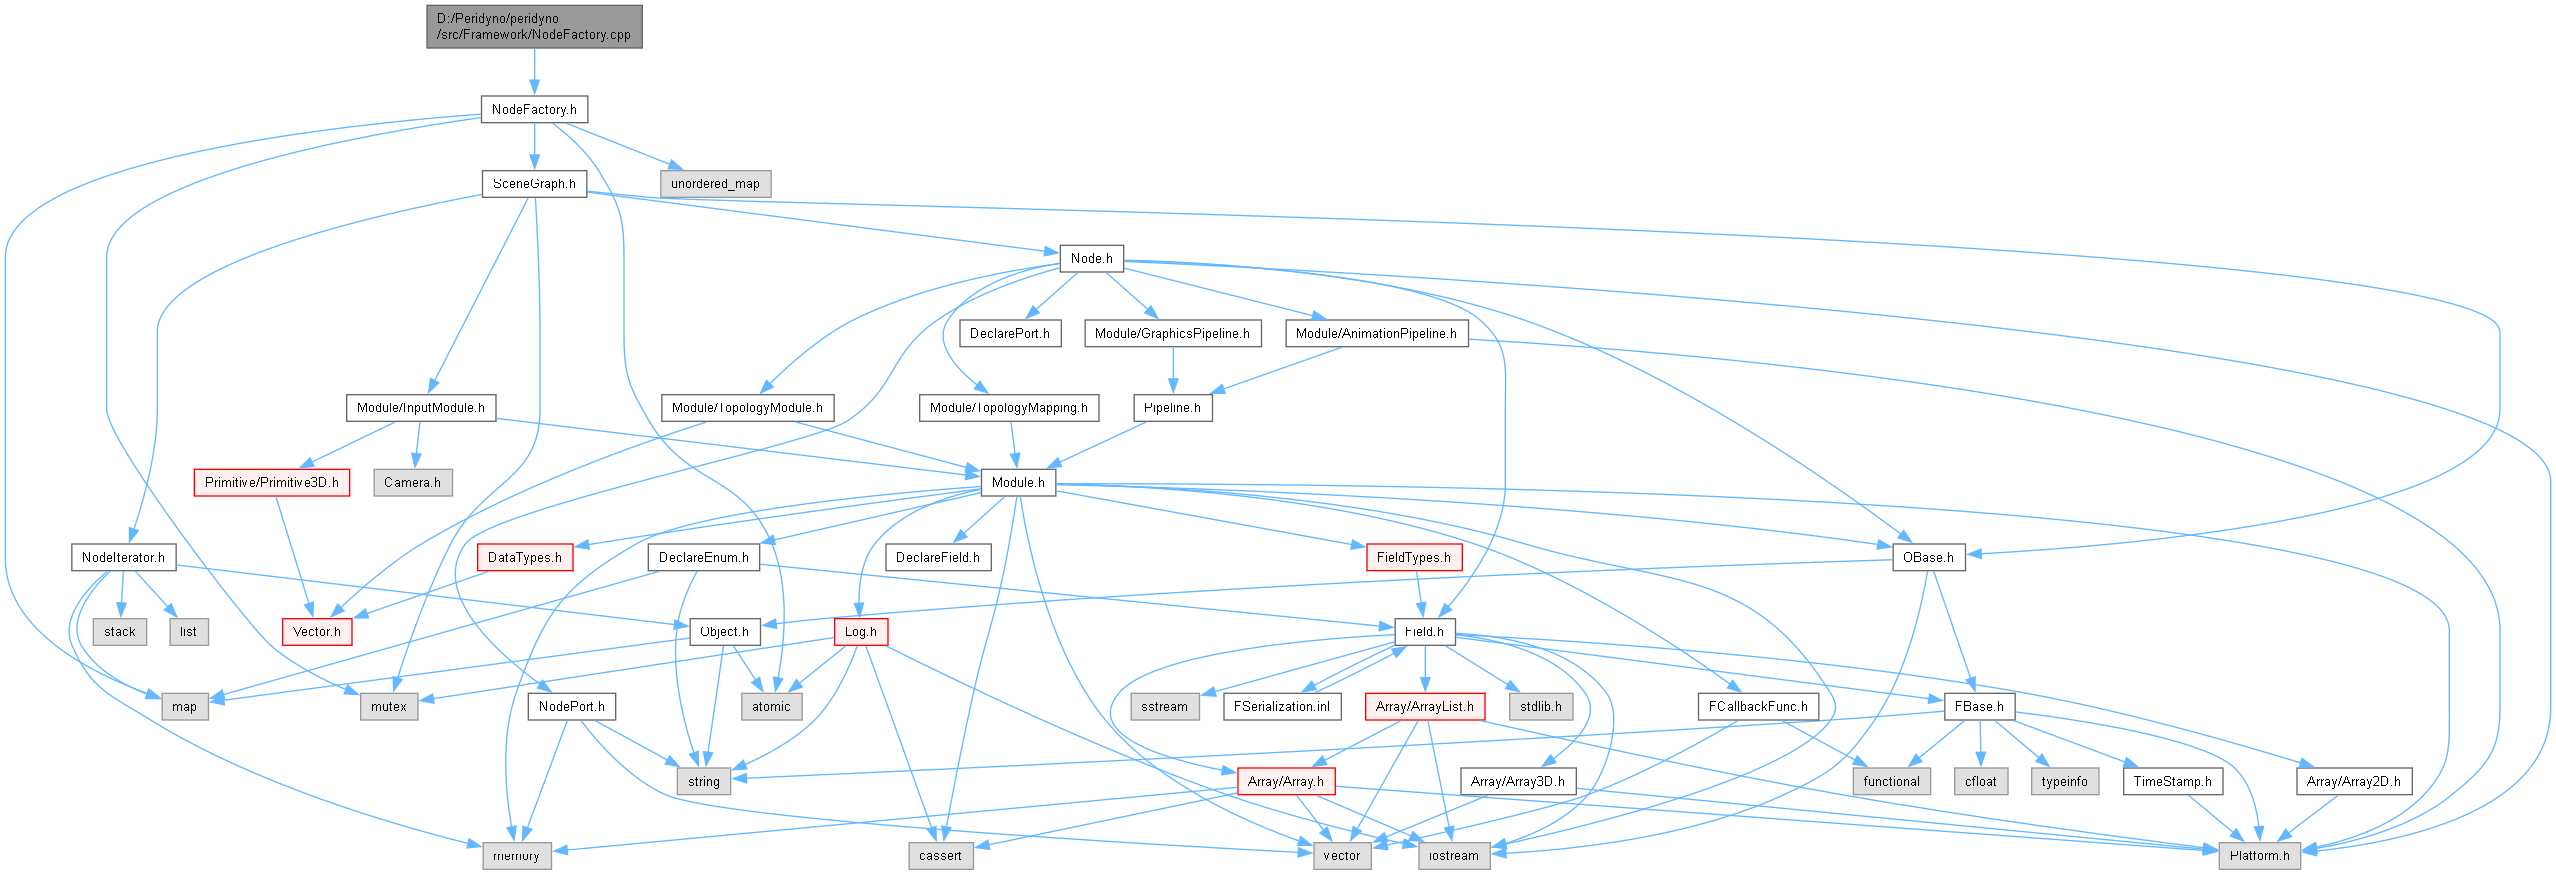 D:/Peridyno/peridyno
/src/Framework/NodeFactory.cpp
NodeFactory.h
SceneGraph.h
unordered_map
Node.h
DeclarePort.h
Module/GraphicsPipeline.h
Module/AnimationPipeline.h
Module/InputModule.h
Module/TopologyModule.h
Module/TopologyMapping.h
Pipeline.h
Primitive/Primitive3D.h
Camera.h
Module.h
NodeIterator.h
DataTypes.h
DeclareEnum.h
DeclareField.h
FieldTypes.h
OBase.h
stack
list
Vector.h
Object.h
Log.h
Field.h
map
mutex
NodePort.h
atomic
sstream
FSerialization.inl
Array/ArrayList.h
stdlib.h
FCallbackFunc.h
FBase.h
string
Array/Array.h
Array/Array3D.h
functional
cfloat
typeinfo
TimeStamp.h
Array/Array2D.h
memory
cassert
vector
iostream
Platform.h